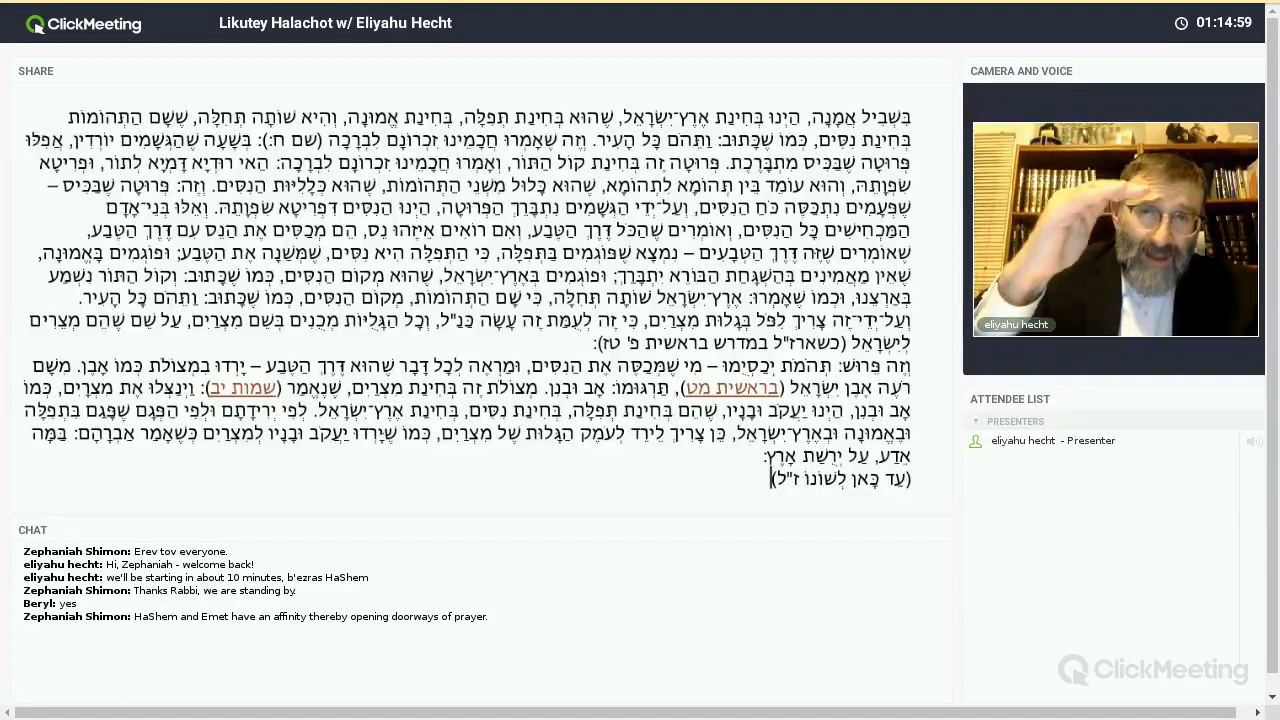 ClickMeeting
Likutey Halachot w/ Eliyahu Hecht
01:14:59
SHARE
בִּשְׁבִיל אֲמָנָה, הַיְנוּ בְּחִינַת אֶרֶץ־יִשְׂרָאֵל, שֶׁהוּא בְּחִינַת תְּפִלָּה, בְּחִינַת אֱמוּנָה, וְהִיא שׁוֹתָה תְּחִלָּה, שֶׁשָּׁם הַתְּהוֹמוֹת
בְּחִינַת נִסִּים, כְּמוֹ שֶׁכָּתוּב: וַתֵּהֹם כָּל הָעִיר. וְזֶה שֶׁאָמְרוּ חֲכָמֵינוּ זִכְרוֹנָם לִבְרָכָה (שם ח:): בְּשָׁעָה שֶׁהַגְּשָׁמִים יוֹרְדִין, אֲפִלּוּ
פְּרוּטָה שֶׁבַּכִּיס מִתְבָּרֶכֶת. פְּרוּטָה זֶה בְּחִינַת קוֹל הַתּוֹר, וְאָמְרוּ חֲכָמֵינוּ זִכְרוֹנָם לִבְרָכָה: הַאי רִדְיָא דָּמְיָא לְתוֹר, וּפְרִיטָא
שִׂפְוָתֵהּ, וְהוּא עוֹמֵד בֵּין תְּהוֹמָא לִתְהוֹמָא, שֶׁהוּא כָּלוּל מִשְּׁנֵי הַתְּהוֹמוֹת, שֶׁהוּא כְּלָלִיּוּת הַנִּסִּים. וְזֶה: פְּרוּטָה שֶׁבַּכִּיס –
שֶׁפְּעָמִים נִתְכַּסֶּה כֹּחַ הַנִּסִּים, וְעַל־יְדֵי הַגְּשָׁמִים נִתְבָּרֵךְ הַפְּרוּטָה, הַיְנוּ הַנִּסִּים דִּפְרִיטָא שִׂפְוָתֵהּ. וְאֵלּוּ בְּנֵי־אָדָם
הַמַּכְחִישִׁים כָּל הַנִּסִּים, וְאוֹמְרִים שֶׁהַכֹּל דֶּרֶךְ הַטֶּבַע, וְאִם רוֹאִים אֵיזֶהוּ נֵס, הֵם מְכַסִּים אֶת הַנֵּס עִם דֶּרֶךְ הַטֶּבַע,
שֶׁאוֹמְרִים שֶׁזֶּה דֶּרֶךְ הַטְּבָעִים – נִמְצָא שֶׁפּוֹגְמִים בַּתְּפִלָּה, כִּי הַתְּפִלָּה הִיא נִסִּים, שֶׁמְּשַׁנָּה אֶת הַטֶּבַע; וּפוֹגְמִים בָּאֱמוּנָה,
שֶׁאֵין מַאֲמִינִים בְּהַשְׁגָּחַת הַבּוֹרֵא יִתְבָּרַךְ; וּפוֹגְמִים בְּאֶרֶץ־יִשְׂרָאֵל, שֶׁהוּא מְקוֹם הַנִּסִּים, כְּמוֹ שֶׁכָּתוּב: וְקוֹל הַתּוֹר נִשְׁמַע
בְּאַרְצֵנוּ, וּכְמוֹ שֶׁאָמְרוּ: אֶרֶץ־יִשְׂרָאֵל שׁוֹתָה תְּחִלָּה, כִּי שָׁם הַתְּהוֹמוֹת, מְקוֹם הַנִּסִּים, כְּמוֹ שֶׁכָּתוּב: וַתֵּהֹם כָּל הָעִיר.
וְעַל־יְדֵי־זֶה צָרִיךְ לִפֹּל בְּגָלוּת מִצְרַיִם, כִּי זֶה לְעֻמַּת זֶה עָשָׂה כַּנַּ"ל, וְכָל הַגָּלֻיּוֹת מְכֻנִּים בְּשֵׁם מִצְרַיִם, עַל שֵׁם שֶׁהֵם מְצֵרִים
לְיִשְׂרָאֵל (כשארז"ל במדרש בראשית פ' טז):
וְזֶה פֵּרוּשׁ: תְּהֹמֹת יְכַסְיֻמוּ – מִי שֶׁמְּכַסֶּה אֶת הַנִּסִּים, וּמַרְאֶה לְכָל דָּבָר שֶׁהוּא דֶּרֶךְ הַטֶּבַע – יָרְדוּ בִמְצוֹלֹת כְּמוֹ אָבֶן. מִשָּׁם
רֹעֶה אֶבֶן יִשְׂרָאֵל (בראשית מט), תַּרְגּוּמוֹ: אָב וּבְנִן. מְצוֹלֹת זֶה בְּחִינַת מִצְרַיִם, שֶׁנֶּאֱמַר (שמות יב): וַיְנַצְּלוּ אֶת מִצְרָיִם, כְּמוֹ
אָב וּבְנִן, הַיְנוּ יַעֲקֹב וּבָנָיו, שֶׁהֵם בְּחִינַת תְּפִלָּה, בְּחִינַת נִסִּים, בְּחִינַת אֶרֶץ־יִשְׂרָאֵל. לְפִי יְרִידָתָם וּלְפִי הַפְּגָם שֶׁפָּגַם בִּתְפִלָּה
וּבֶאֱמוּנָה וּבְאֶרֶץ־יִשְׂרָאֵל, כֵּן צָרִיךְ לֵירֵד לְעֹמֶק הַגָּלוּת שֶׁל מִצְרַיִם, כְּמוֹ שֶׁיָּרְדוּ יַעֲקֹב וּבָנָיו לְמִצְרַיִם כְּשֶׁאָמַר אַבְרָהָם: בַּמָּה
אֵדַע, עַל יְרֻשַּׁת אָרֶץ:
(עַד כָּאן לְשׁוֹנוֹ ז"ל)
CHAT
Zephaniah Shimon: Erev tov everyone.
eliyahu hecht: Hi, Zephaniah - welcome back!
eliyahu hecht: we'll be starting in about 10 minutes, b'ezras HaShem
Zephaniah Shimon: Thanks Rabbi, we are standing by.
Beryl: yes
Zephaniah Shimon: HaShem and Emet have an affinity thereby opening doorways of prayer.
CAMERA AND VOICE
eliyahu hecht
ATTENDEE LIST
PRESENTERS
eliyahu hecht - Presenter
ClickMeeting